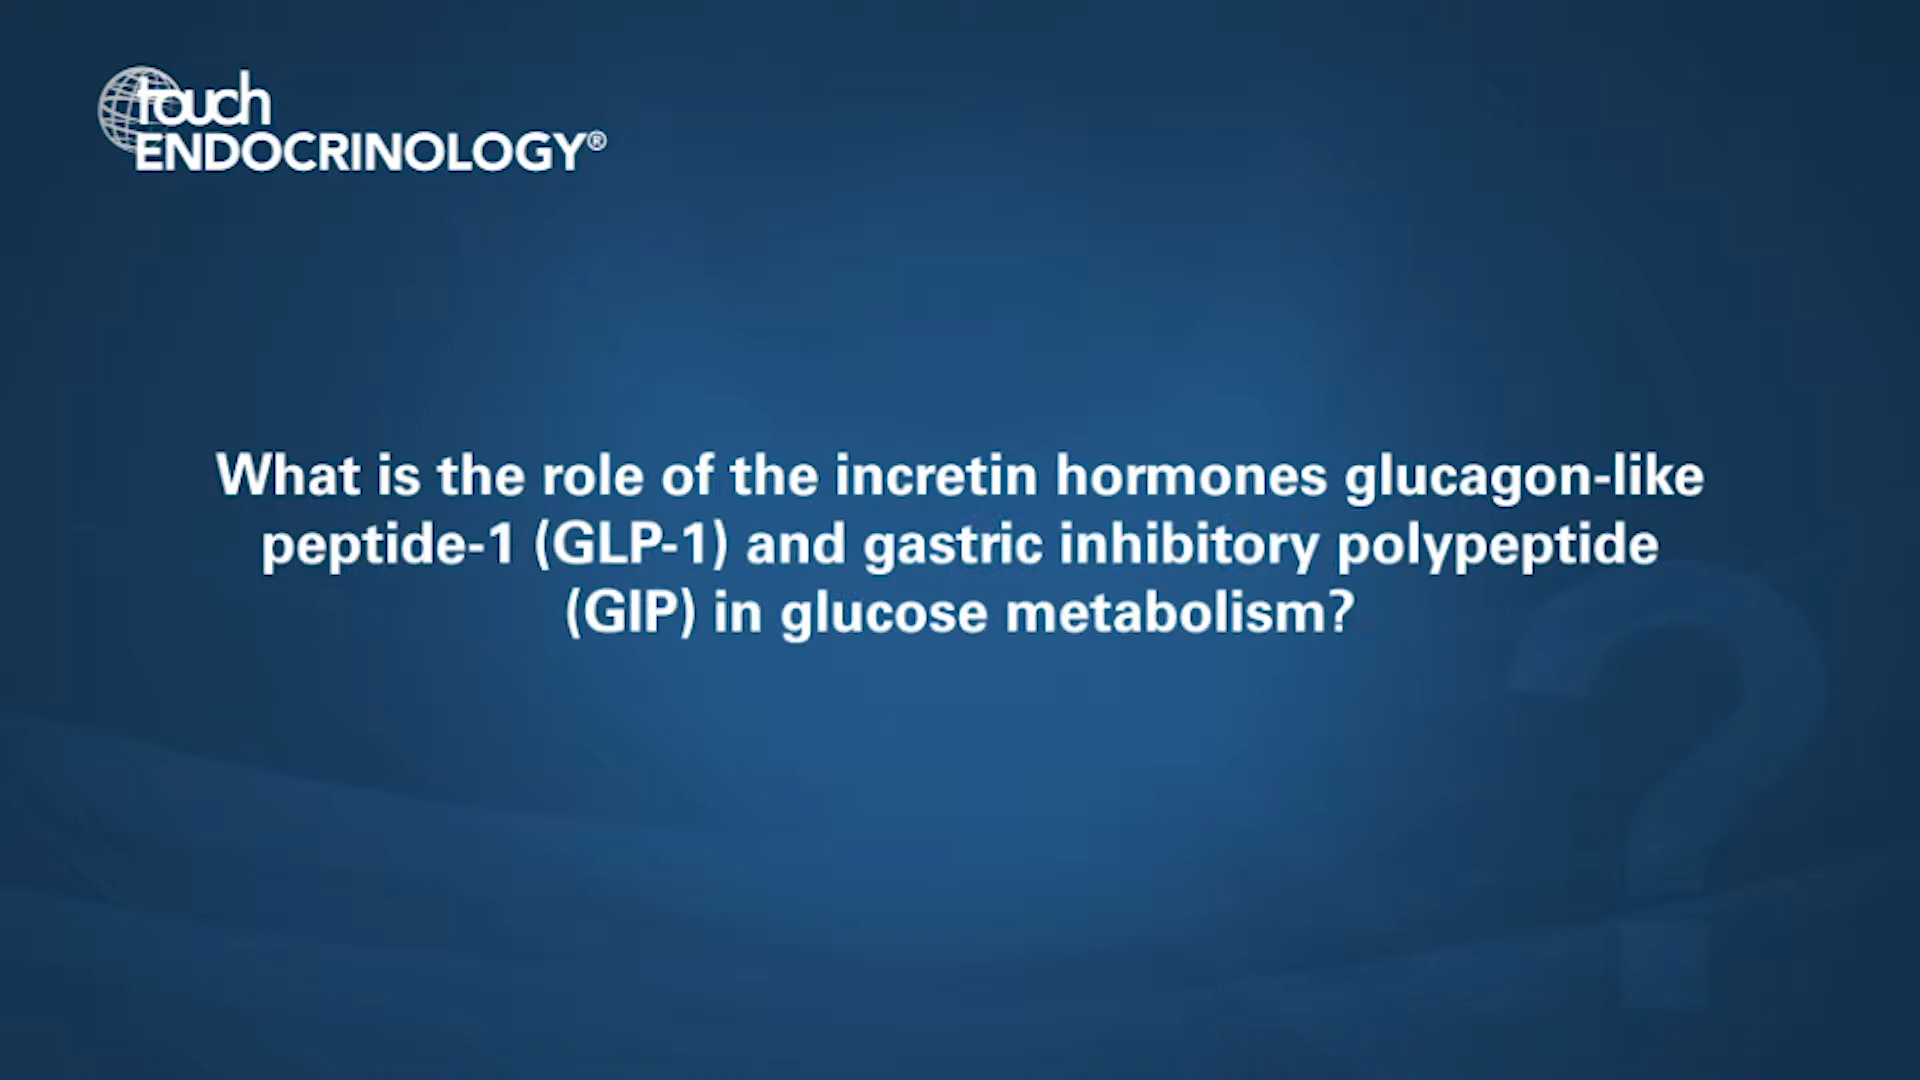 touch
ENDOCRINOLOGY®
What is the role of the incretin hormones glucagon-like
peptide-1 (GLP-1) and gastric inhibitory polypeptide
(GIP) in glucose metabolism?
?